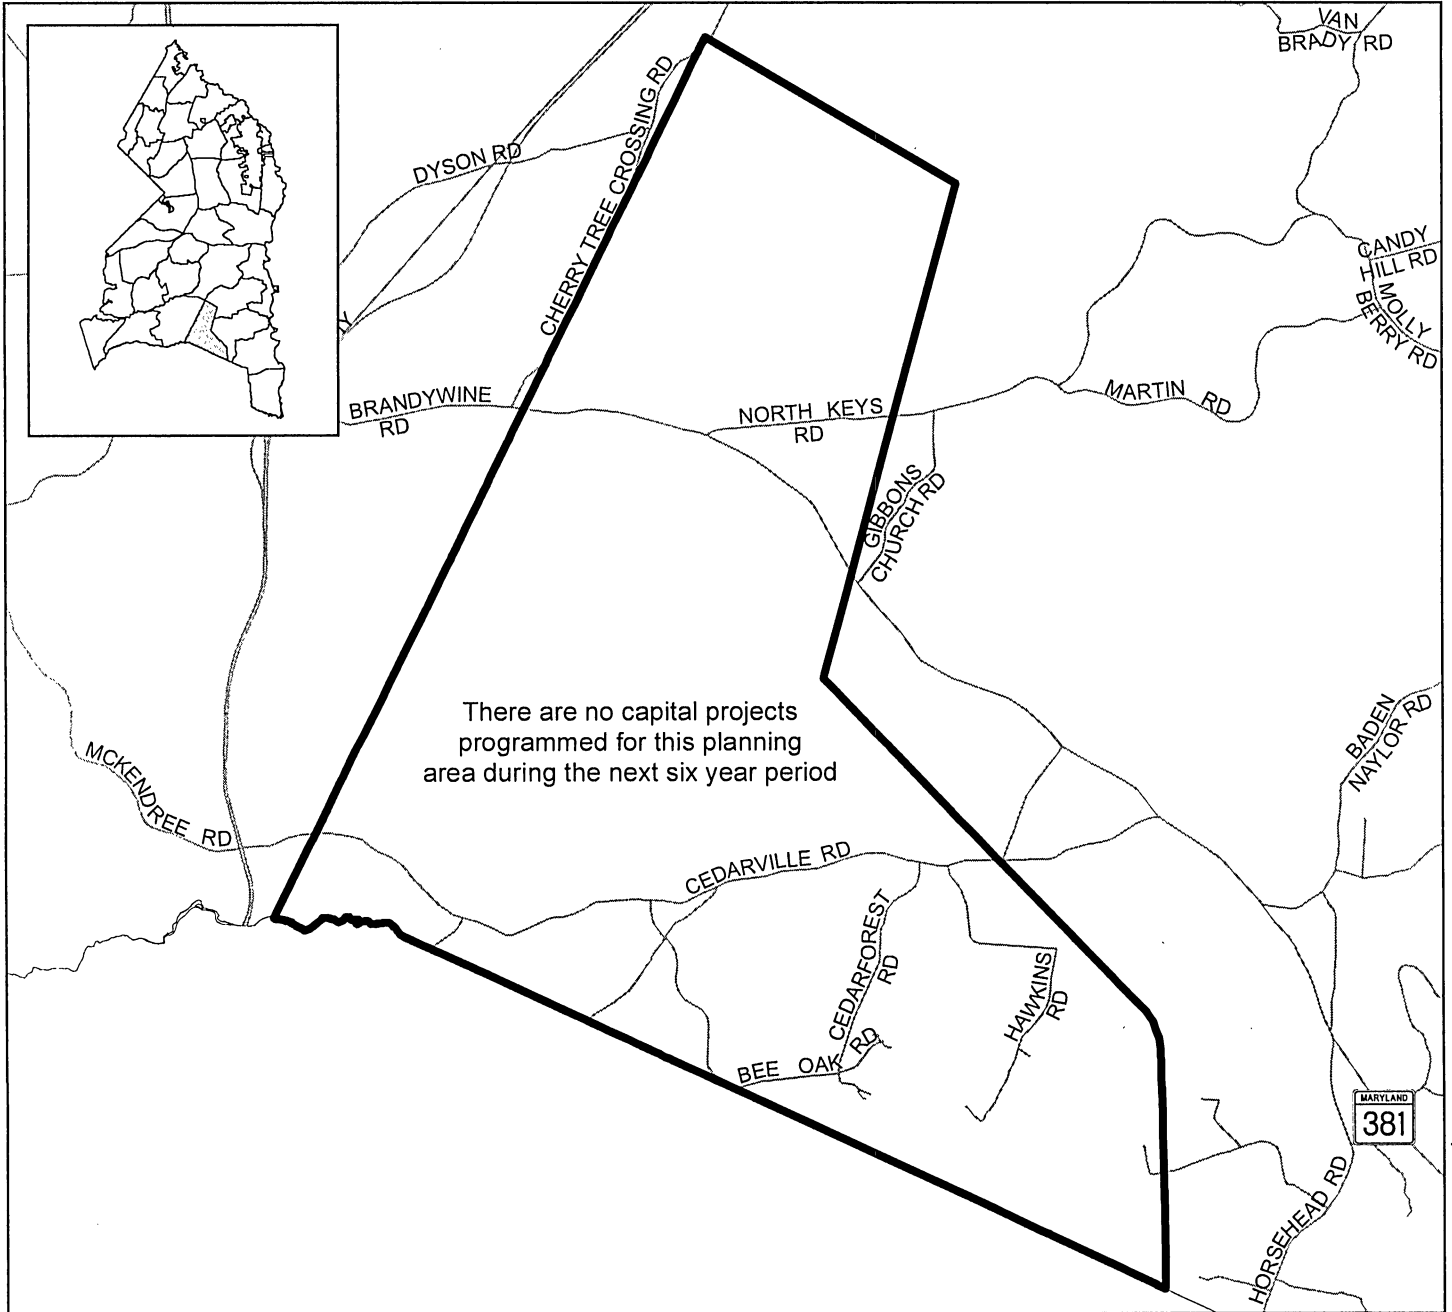 VAN
BRADY RD
CHERRY TREE CROSSING RD
DYSON RD
CANDY
HILL RD
MOLLY
BERRY RD
BRANDYWINE
RD
NORTH KEYS
RD
MARTIN RD
GIBBONS
CHURCH RD
There are no capital projects
programmed for this planning
area during the next six year period
BADEN
NAYLOR RD
MCKENDREE RD
CEDARVILLE RD
CEDARFOREST
RD
HAWKINS
RD
BEE OAK RD
MARYLAND
381
HORSEHEAD RD